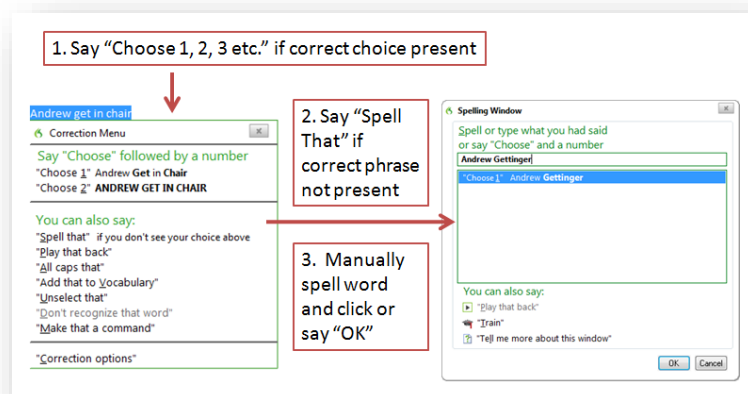 1. Say “Choose 1, 2, 3 etc.” if correct choice present
Andrew get in chair
Correction Menu
Say "Choose" followed by a number
"Choose 1" Andrew Get in Chair
"Choose 2" ANDREW GET IN CHAIR
You can also say:
"Spell that" if you don't see your choice above
"Play that back"
"All caps that"
"Add that to Vocabulary"
"Unselect that"
"Don't recognize that word"
"Make that a command"
"Correction options"
2. Say “Spell
That” if
correct phrase
not present
3. Manually
spell word
and click or
say “OK”
Spelling Window
Spell or type what you had said
or say "Choose" and a number
Andrew Gettinger
"Choose 1" Andrew Gettinger
You can also say:
"Play that back"
"Train"
"Tell me more about this window"
OK
Cancel